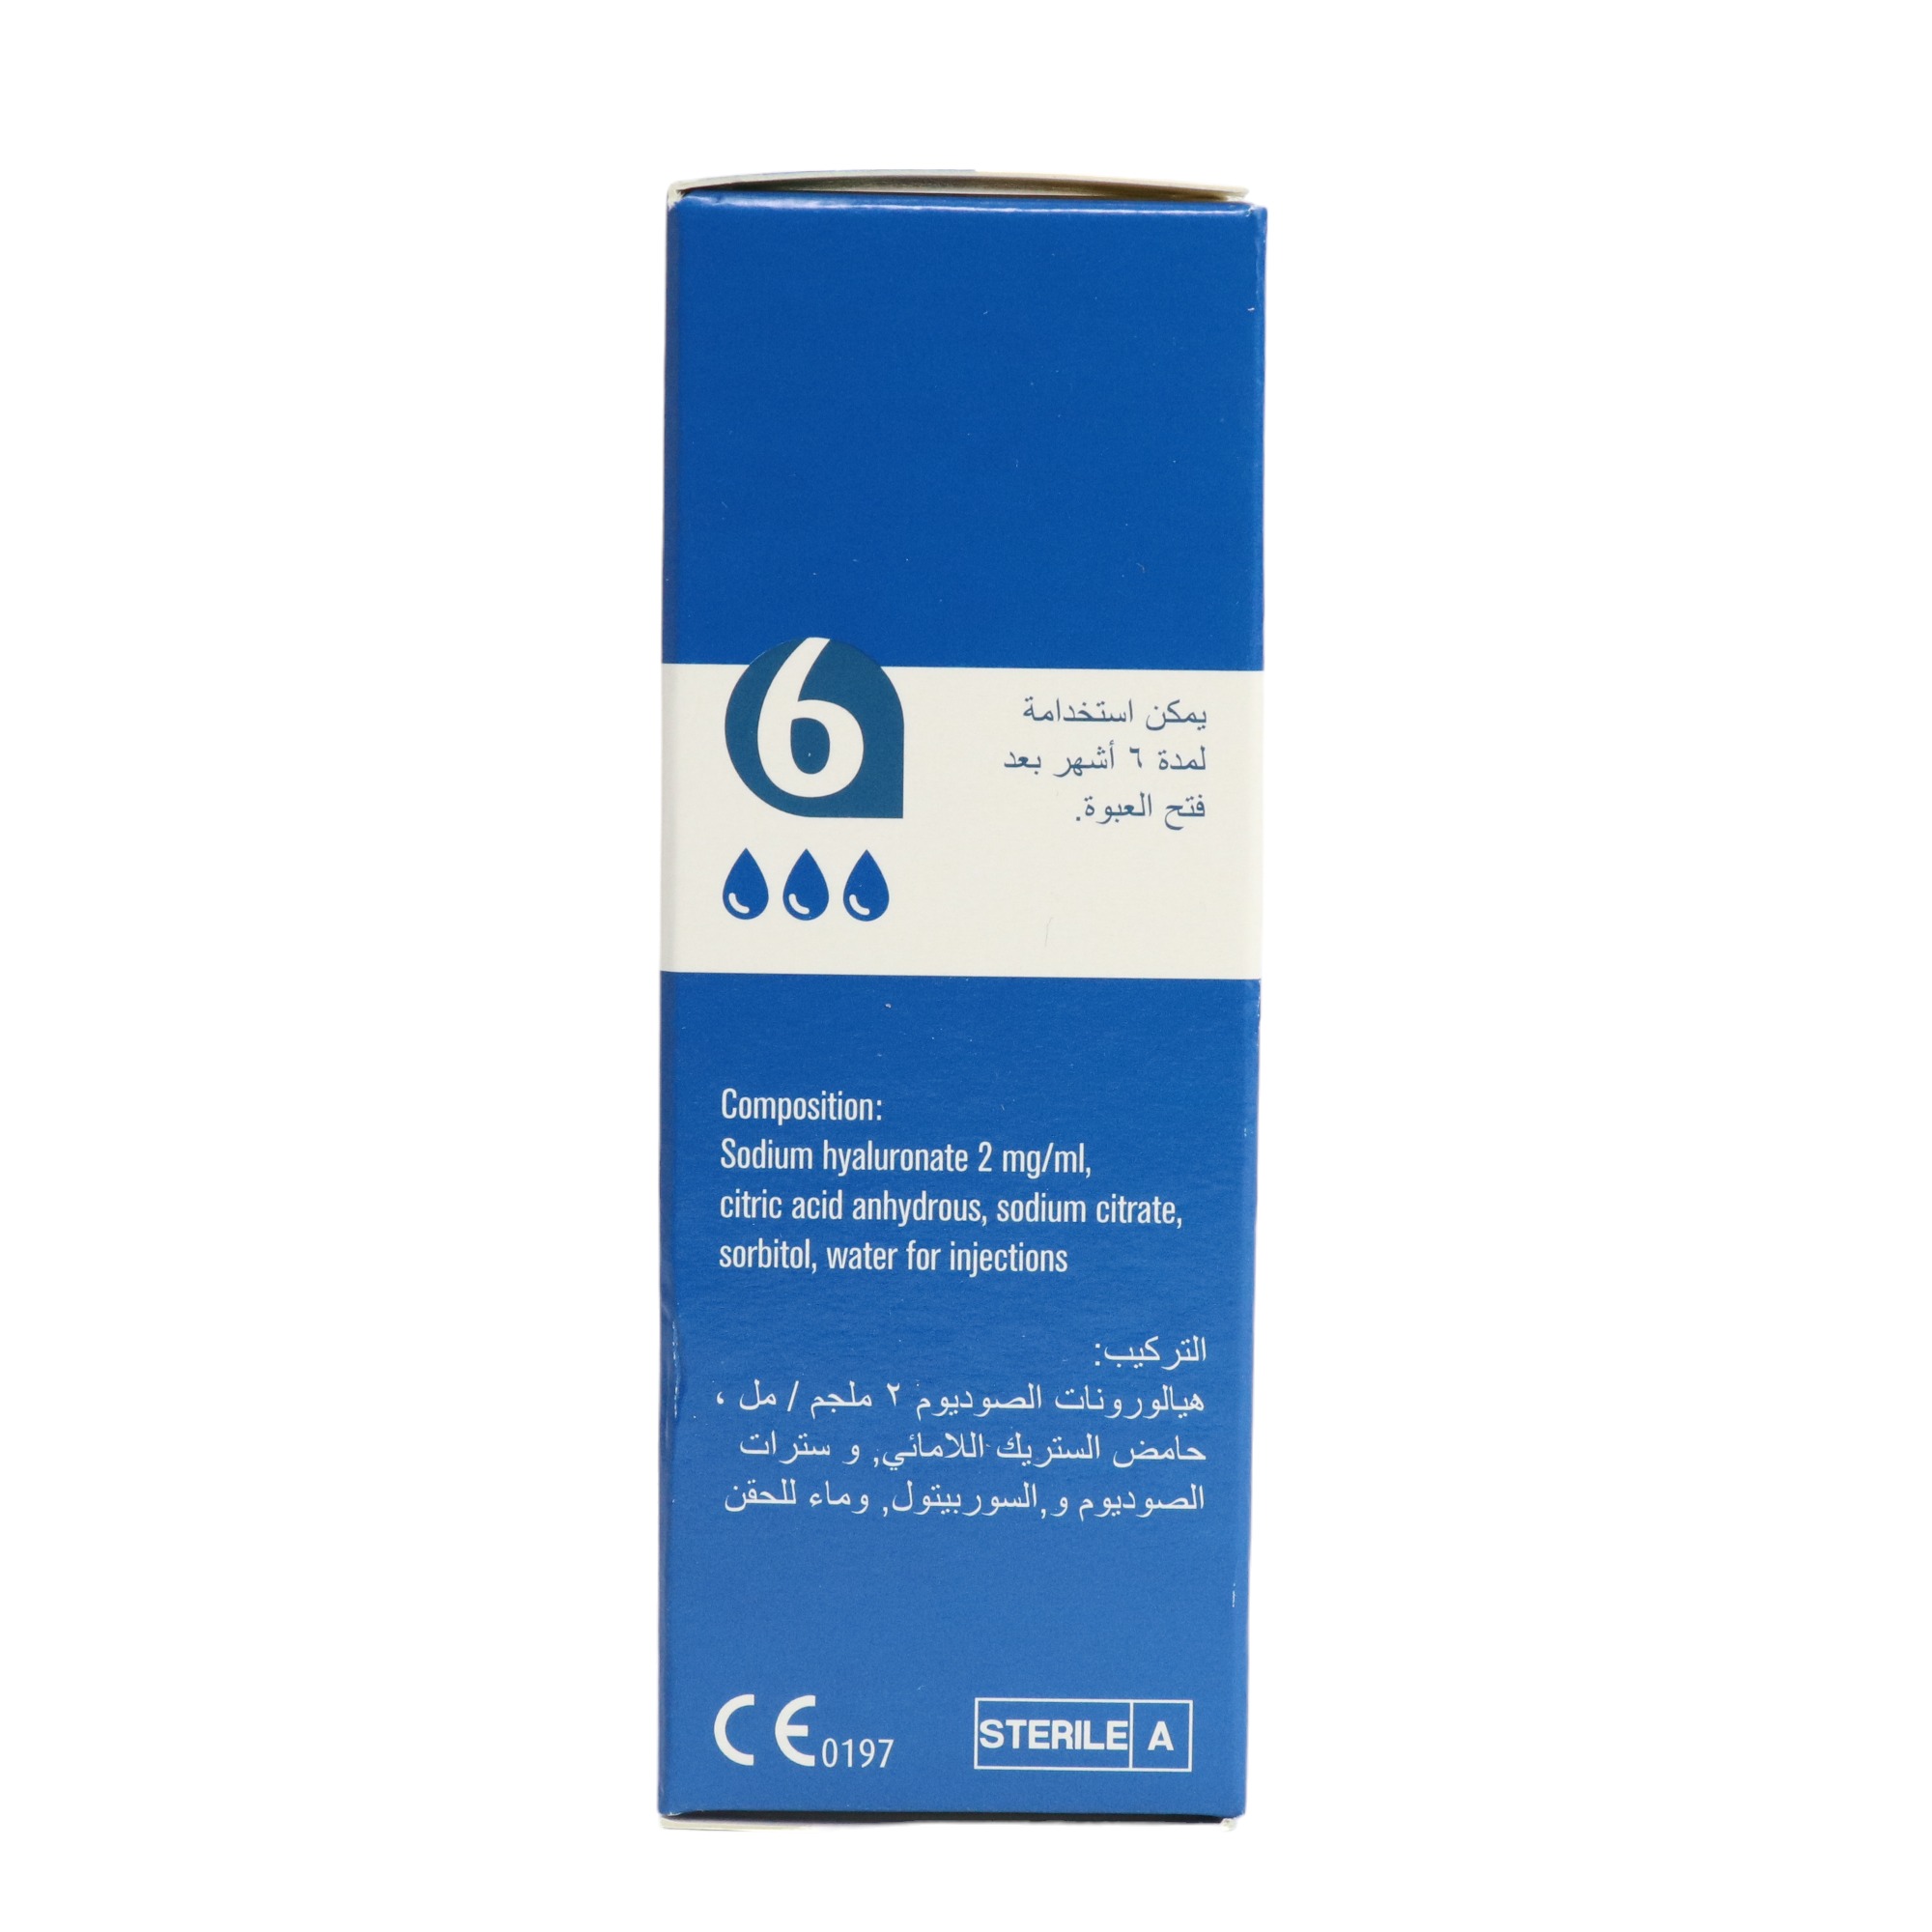 6
يمكن استخدامة
لمدة ٦ أشهر بعد
فتح العبوة.
Composition:
Sodium hyaluronate 2 mg/ml,
citric acid anhydrous, sodium citrate,
sorbitol, water for injections
التركيب:
هيالورونات الصوديوم ٢ ملجم / مل ،
حامض الستريك اللامائي, و سترات
الصوديوم و,السوربيتول, وماء للحقن
CE 0197
STERILE A